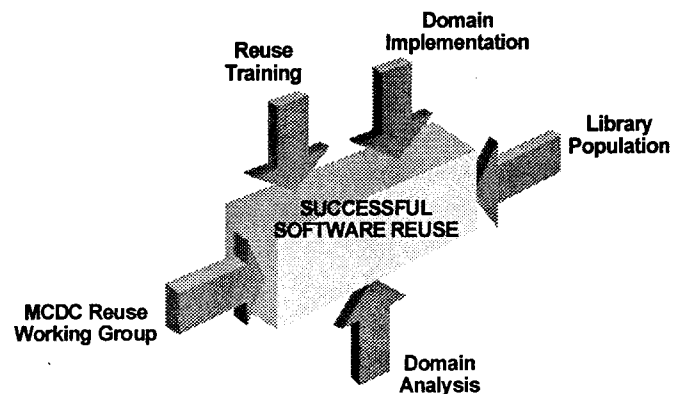 Domain
Implementation
Reuse
Training
Library
Population
SUCCESSFUL
SOFTWARE REUSE
MCDC Reuse
Working Group
Domain
Analysis